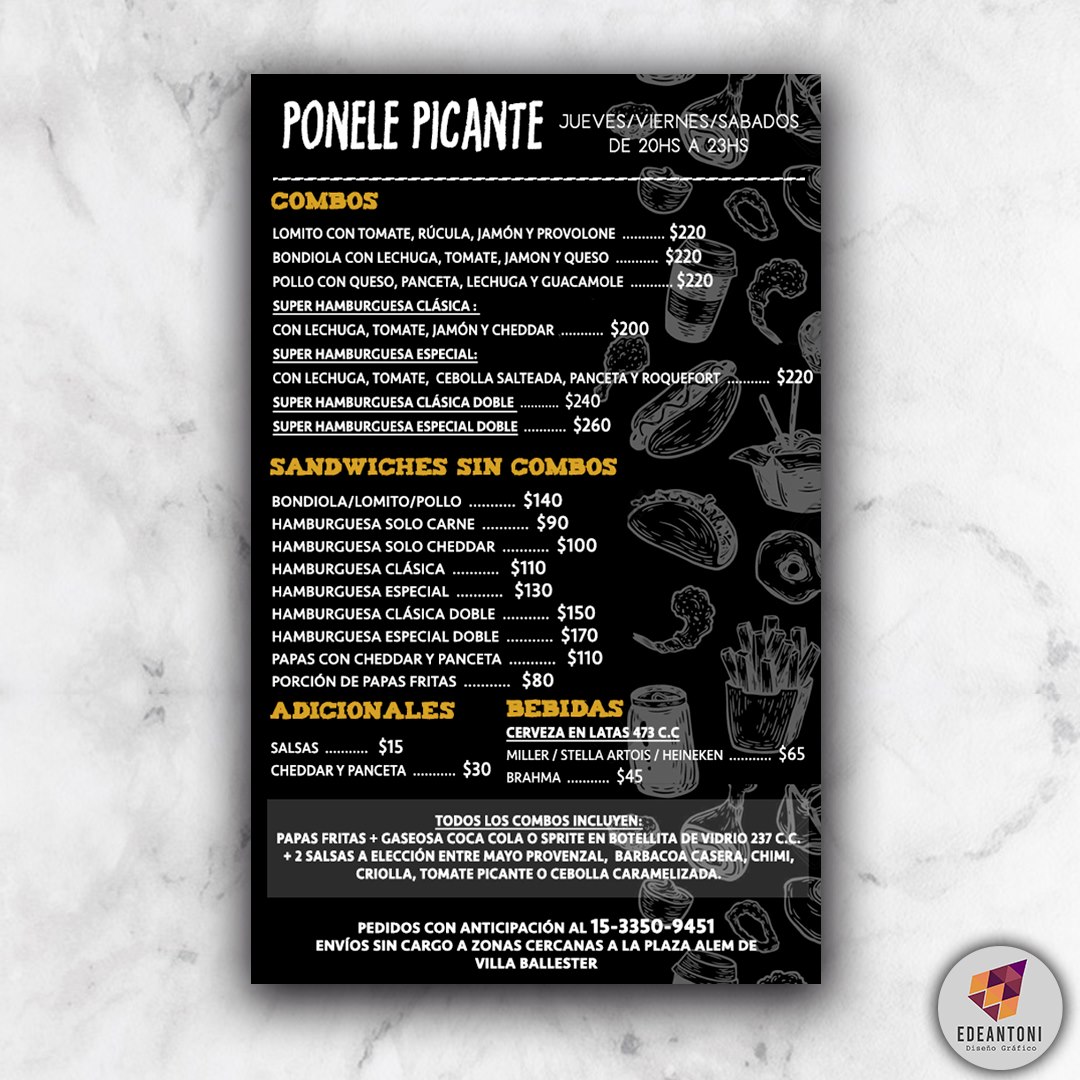 PONELE PICANTE
JUEVES/VIERNES/SABADOS
DE 20HS A 23HS
COMBOS
LOMITO CON TOMATE, RÚCULA, JAMÓN Y PROVOLONE ........... $220
BONDIOLA CON LECHUGA, TOMATE, JAMON Y QUESO ........... $220
POLLO CON QUESO, PANCETA, LECHUGA Y GUACAMOLE ........... $220
SUPER HAMBURGUESA CLÁSICA :
CON LECHUGA, TOMATE, JAMÓN Y CHEDDAR ........... $200
SUPER HAMBURGUESA ESPECIAL:
CON LECHUGA, TOMATE, CEBOLLA SALTEADA, PANCETA Y ROQUEFORT ........... $220
SUPER HAMBURGUESA CLÁSICA DOBLE ........... $240
SUPER HAMBURGUESA ESPECIAL DOBLE ........... $260
SANDWICHES SIN COMBOS
BONDIOLA/LOMITO/POLLO ........... $140
HAMBURGUESA SOLO CARNE ........... $90
HAMBURGUESA SOLO CHEDDAR ........... $100
HAMBURGUESA CLÁSICA ........... $110
HAMBURGUESA ESPECIAL ........... $130
HAMBURGUESA CLÁSICA DOBLE ........... $150
HAMBURGUESA ESPECIAL DOBLE ........... $170
PAPAS CON CHEDDAR Y PANCETA ........... $110
PORCIÓN DE PAPAS FRITAS ........... $80
ADICIONALES
SALSAS ........... $15
CHEDDAR Y PANCETA ........... $30
BEBIDAS
CERVEZA EN LATAS 473 C.C
MILLER / STELLA ARTOIS / HEINEKEN ........... $65
BRAHMA ........... $45
TODOS LOS COMBOS INCLUYEN:
PAPAS FRITAS + GASEOSA COCA COLA O SPRITE EN BOTELLITA DE VIDRIO 237 C.C.
+ 2 SALSAS A ELECCIÓN ENTRE MAYO PROVENZAL, BARBACOA CASERA, CHIMI,
CRIOLLA, TOMATE PICANTE O CEBOLLA CARAMELIZADA.
PEDIDOS CON ANTICIPACIÓN AL 15-3350-9451
ENVÍOS SIN CARGO A ZONAS CERCANAS A LA PLAZA ALEM DE
VILLA BALLESTER
EDEANTONI
Diseño Gráfico